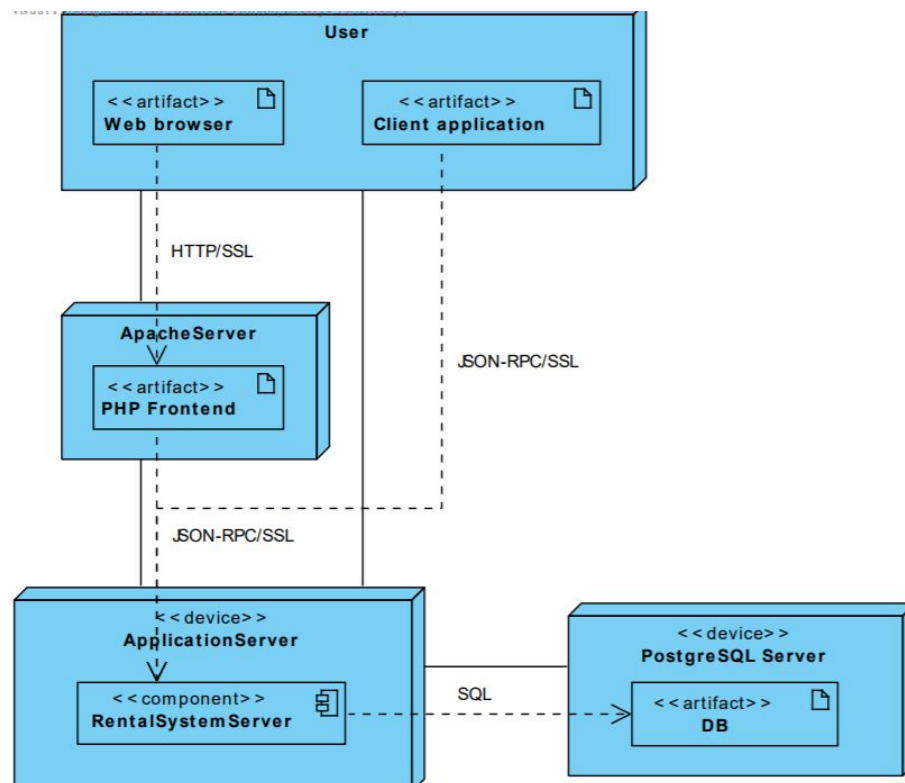 User
<<artifact>>
Web browser
<<artifact>>
Client application
HTTP/SSL
ApacheServer
<<artifact>>
PHP Frontend
JSON-RPC/SSL
JSON-RPC/SSL
<<device>>
ApplicationServer
<<component>>
RentalSystemServer
SQL
<<device>>
PostgreSQL Server
<<artifact>>
DB